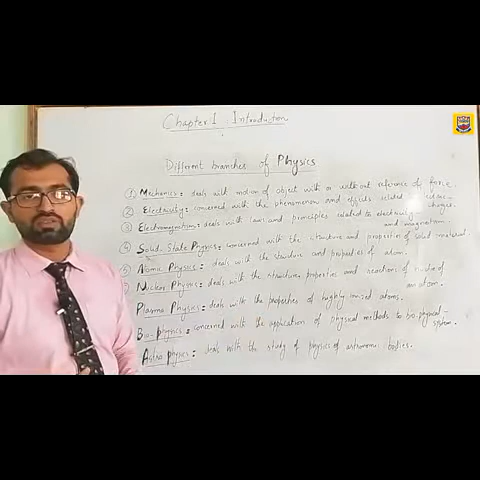 Chapter 1 Introduction
Different branches of Physics
① Mechanics: deals with motion of object with or without reference of force.
② Electricity: concerned with the phenomenon and effects related
charge.
③ Electromagnetism: deals with laws and principles related to electricity
and magnetism.
④ Solid State Physics: concerned with the structure and properties of solid material.
⑤ Atomic Physics: deals with the structure and properties of atom.
Nuclear Physics: deals with the structure, properties and reactions of nuclei of
an atom.
Plasma Physics: deals with the properties of highly ionized atoms.
Bio-physics: concerned with the application of physical methods to bio-physical-
system.
Astro physics: deals with the study of physics of astronomi bodies.